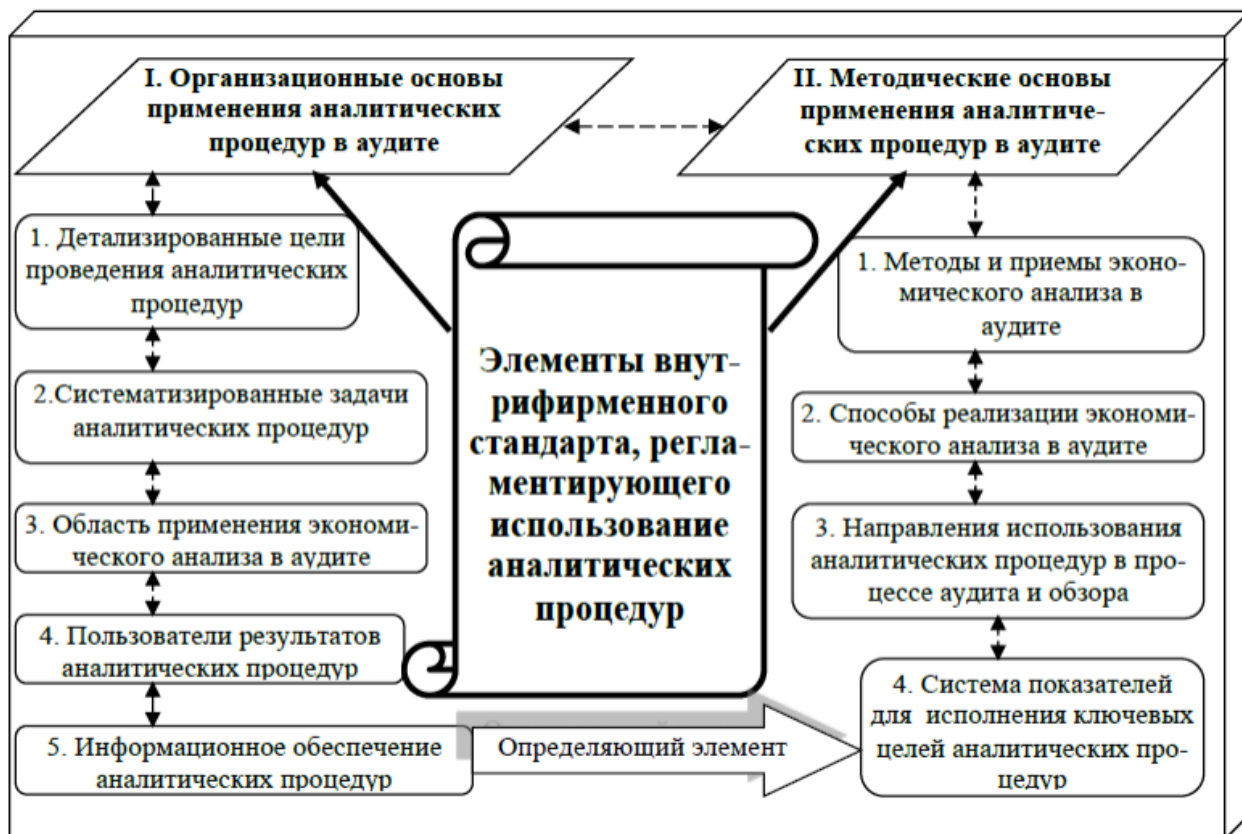 I. Организационные основы
применения аналитических
процедур в аудите
II. Методические основы
применения аналитиче-
ских процедур в аудите
1. Детализированные цели
проведения аналитических
процедур
2.Систематизированные задачи
аналитических процедур
3. Область применения экономи-
ческого анализа в аудите
4. Пользователи результатов
аналитических процедур
5. Информационное обеспечение
аналитических процедур
Элементы внут-
рифирменного
стандарта, регла-
ментирующего
использование
аналитических
процедур
Определяющий элемент
1. Методы и приемы эконо-
мического анализа в
аудите
2. Способы реализации экономи-
ческого анализа в аудите
3. Направления использования
аналитических процедур в про-
цессе аудита и обзора
4. Система показателей
для исполнения ключевых
целей аналитических про-
цедур